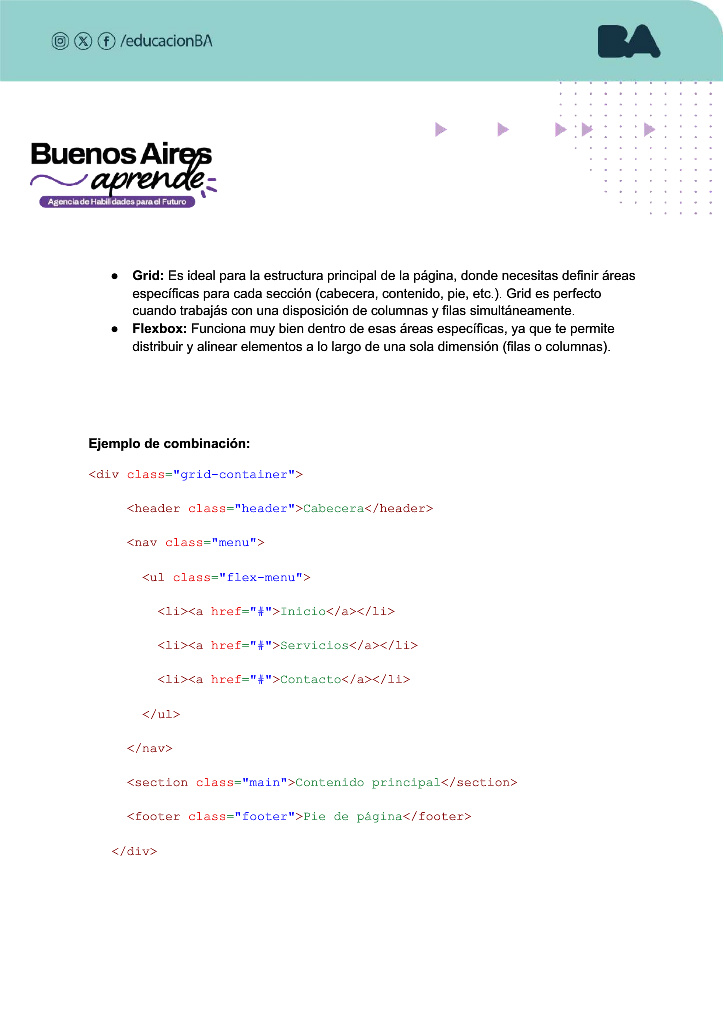 /educacionBA
BA
Buenos Aires
aprende
Agencia de Habilidades para el Futuro
● Grid: Es ideal para la estructura principal de la página, donde necesitas definir áreas
específicas para cada sección (cabecera, contenido, pie, etc.). Grid es perfecto
cuando trabajás con una disposición de columnas y filas simultáneamente.
● Flexbox: Funciona muy bien dentro de esas áreas específicas, ya que te permite
distribuir y alinear elementos a lo largo de una sola dimensión (filas o columnas).
Ejemplo de combinación:
<div class="grid-container">
<header class="header">Cabecera</header>
<nav class="menu">
<ul class="flex-menu">
<li><a href="#">Inicio</a></li>
<li><a href="#">Servicios</a></li>
<li><a href="#">Contacto</a></li>
</ul>
</nav>
<section class="main">Contenido principal</section>
<footer class="footer">Pie de página</footer>
</div>